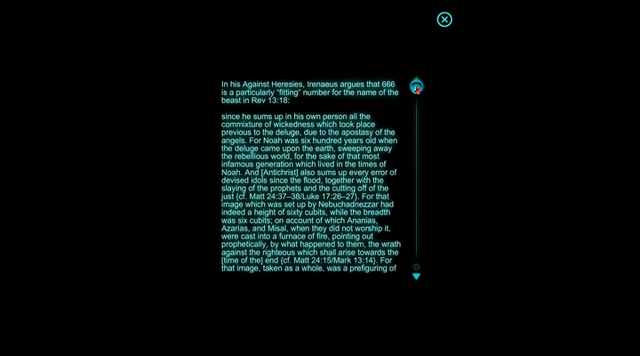 In his Against Heresies, Irenaeus argues that 666
is a particularly “fitting” number for the name of the
beast in Rev 13:18:
since he sums up in his own person all the
commixture of wickedness which took place
previous to the deluge, due to the apostasy of the
angels. For Noah was six hundred years old when
the deluge came upon the earth, sweeping away
the rebellious world, for the sake of that most
infamous generation which lived in the times of
Noah. And [Antichrist] also sums up every error of
devised idols since the flood, together with the
slaying of the prophets and the cutting off of the
just (cf. Matt 24:37–38/Luke 17:26–27}. For that
image which was set up by Nebuchadnezzar had
indeed a height of sixty cubits, while the breadth
was six cubits; on account of which Ananias,
Azarias, and Misal, when they did not worship it,
were cast into a furnace of fire, pointing out
prophetically, by what happened to them, the wrath
against the righteous which shall arise towards the
[time of the] end {cf. Matt 24:15/Mark 13:14}. For
that image, taken as a whole, was a prefiguring of